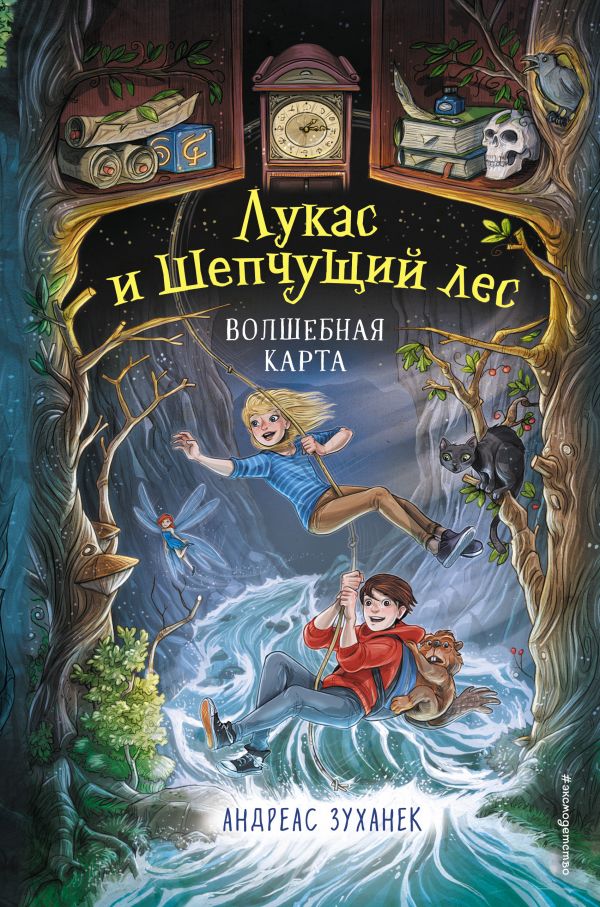 Лукас
и Шепчущий лес
ВОЛШЕБНАЯ
КАРТА
АНДРЕАС ЗУХАНЕК
#эксмодетство